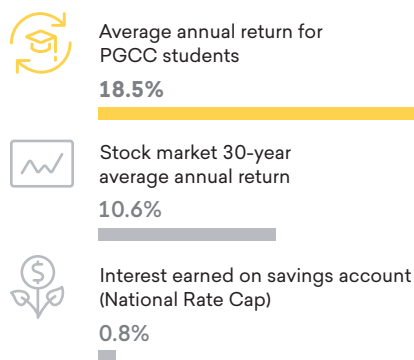 Average annual return for
PGCC students
18.5%
Stock market 30-year
average annual return
10.6%
Interest earned on savings account
(National Rate Cap)
0.8%